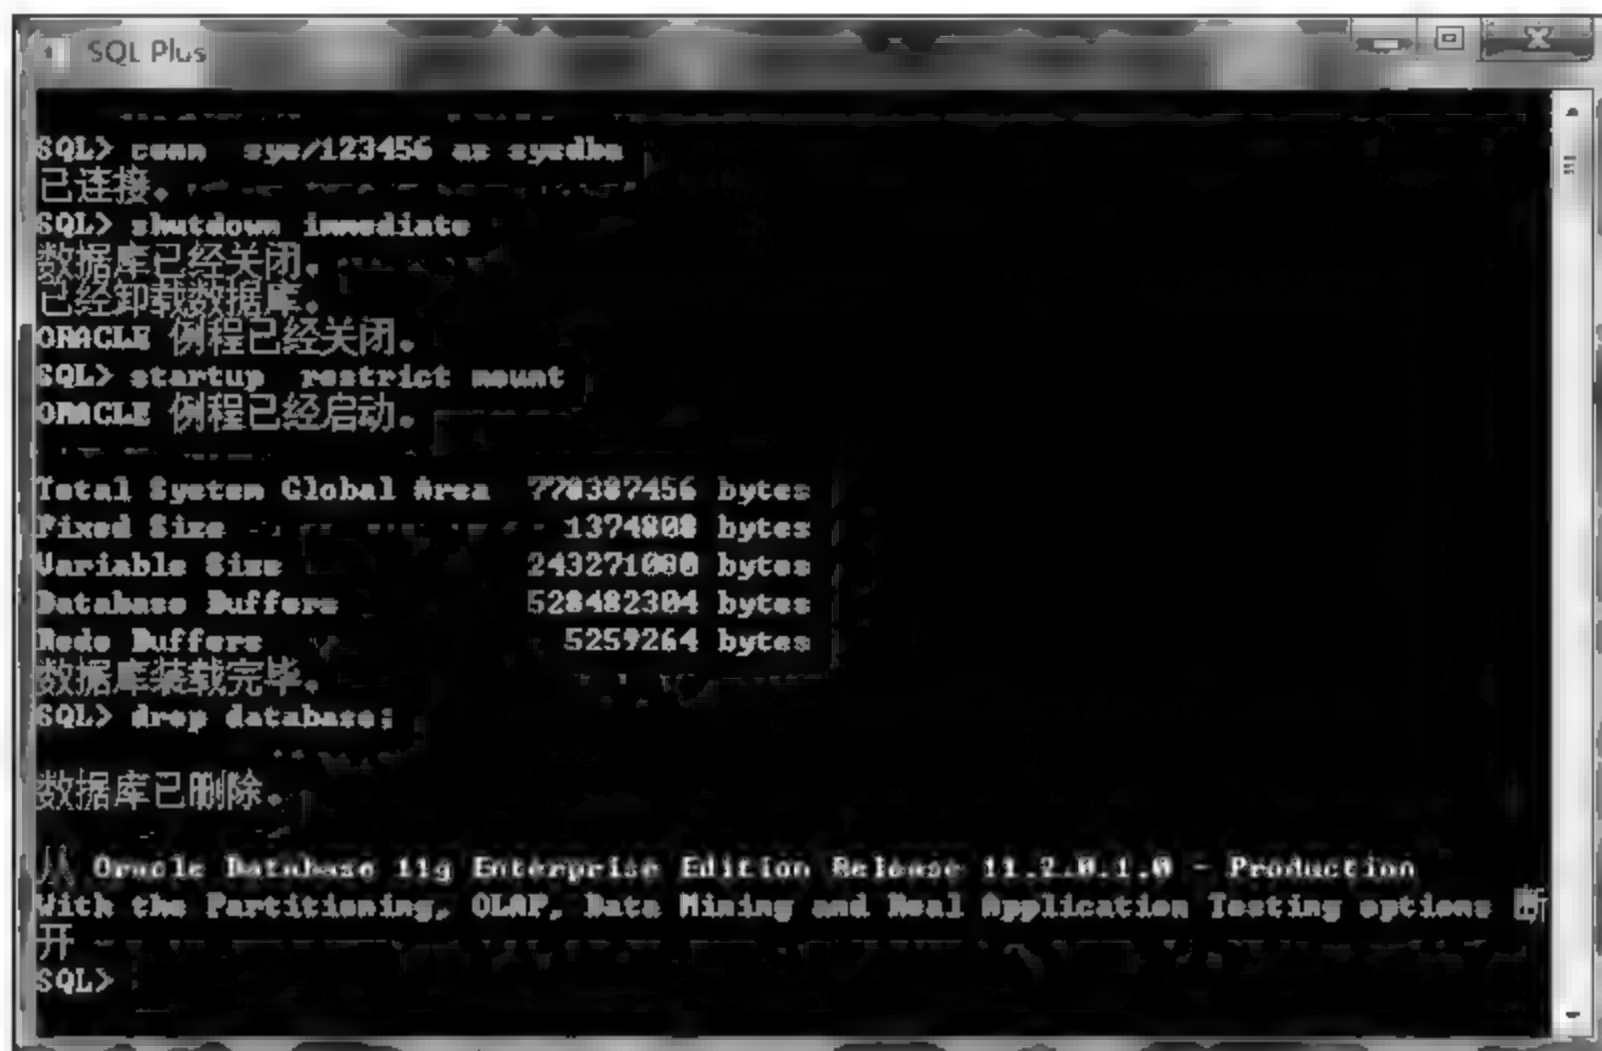 SQL Plus
SQL> conn  sys/123456 as sysdba
已连接。
SQL> shutdown immediate
数据库已经关闭。
已经卸载数据库。
ORACLE 例程已经关闭。
SQL> startup  restrict mount
ORACLE 例程已经启动。
Total System Global Area  778387456 bytes
Fixed Size                  1374808 bytes
Variable Size             243271080 bytes
Database Buffers          528482304 bytes
Redo Buffers                5259264 bytes
数据库装载完毕。
SQL> drop database;
数据库已删除。
从 Oracle Database 11g Enterprise Edition Release 11.2.0.1.0 - Production
With the Partitioning, OLAP, Data Mining and Real Application Testing options 断
开
SQL>